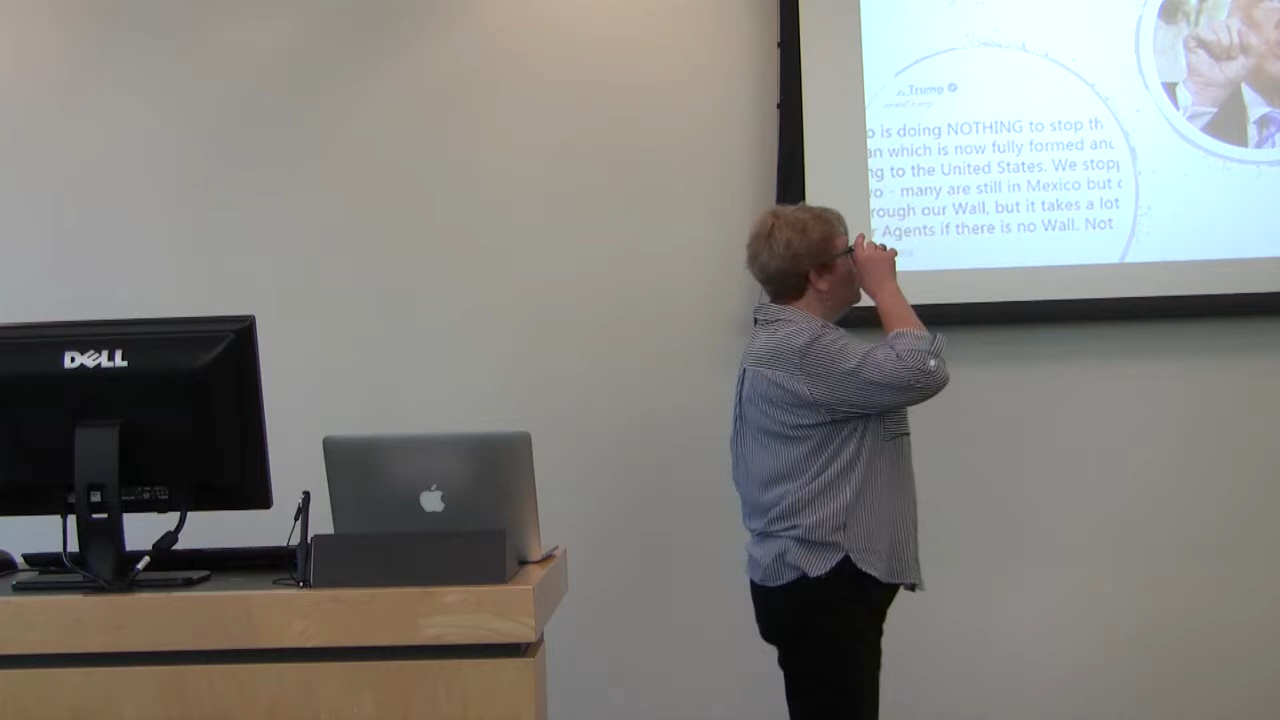 Trump
o is doing NOTHING to stop th
an which is now fully formed and
ng to the United States. We stopp
wo - many are still in Mexico but c
rough our Wall, but it takes a lot
r Agents if there is no Wall. Not
DELL